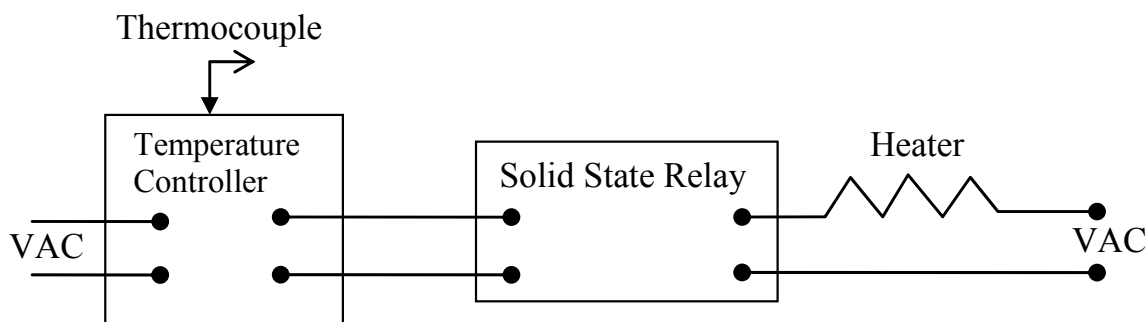 Thermocouple
Temperature
Controller
Solid State Relay
Heater
VAC
VAC